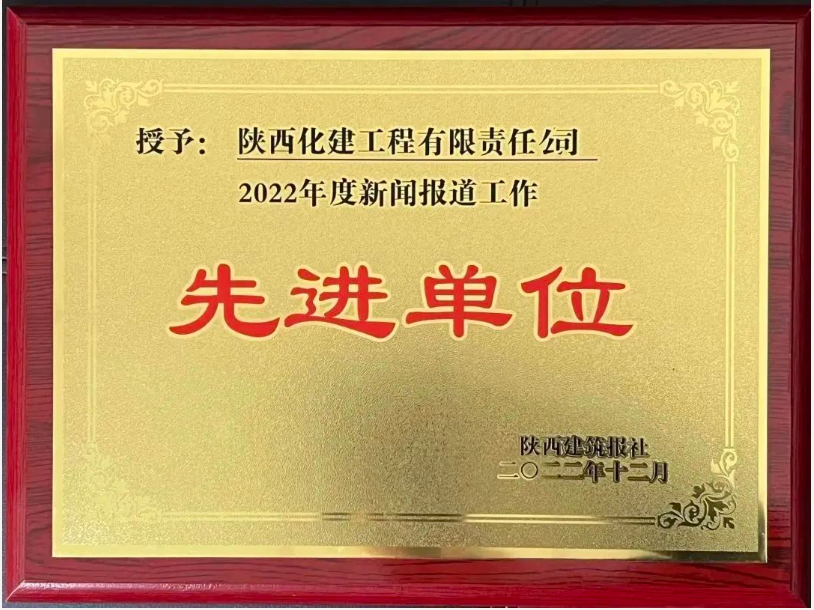 授予：陕西化建工程有限责任公司
2022年度新闻报道工作
先进单位
陕西建筑报社
二〇二二年十二月